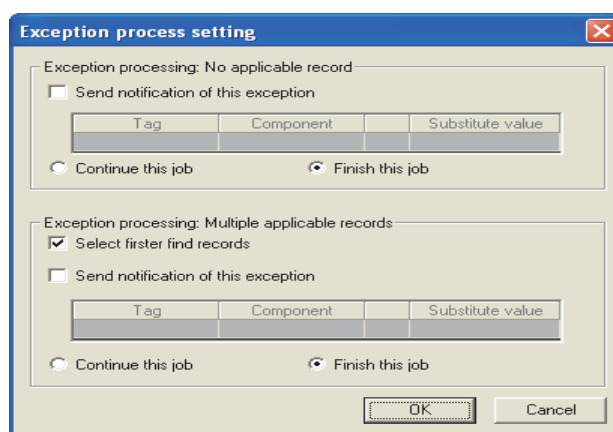 Exception process setting
Exception processing: No applicable record
Send notification of this exception
Tag Component Substitute value
Continue this job Finish this job
Exception processing: Multiple applicable records
Select firster find records
Send notification of this exception
Tag Component Substitute value
Continue this job Finish this job
OK Cancel